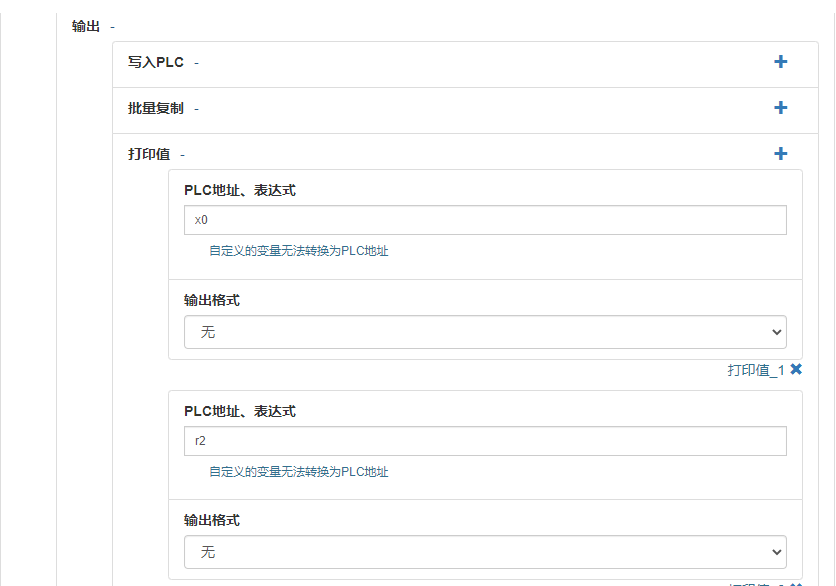 输出 -
写入PLC -
批量复制 -
打印值 -
PLC地址、表达式
x0
自定义的变量无法转换为PLC地址
输出格式
无
打印值_1
PLC地址、表达式
r2
自定义的变量无法转换为PLC地址
输出格式
无